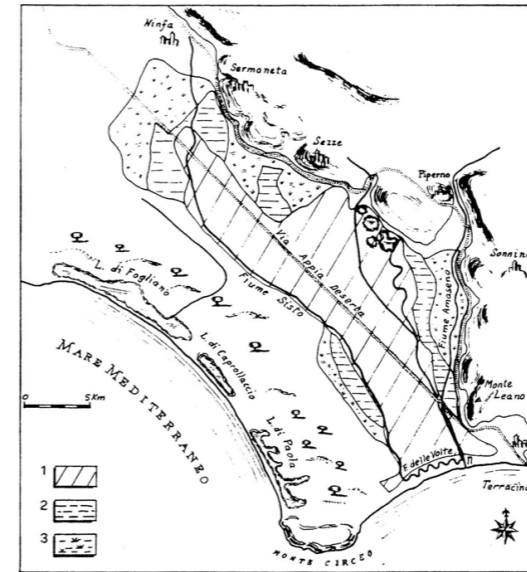 Ninfa
Sermoneta
Sezze
Piperno
Sonnino
Via Appia Deserta
Fiume Sisto
Fiume Amaseno
L. di Fogliano
L. di Caprollaccio
L. di Paola
MARE MEDITERRANEO
0 5Km
Monte Leano
F. delle Volte
Terracina
MONTE CIRCEO
1
2
3